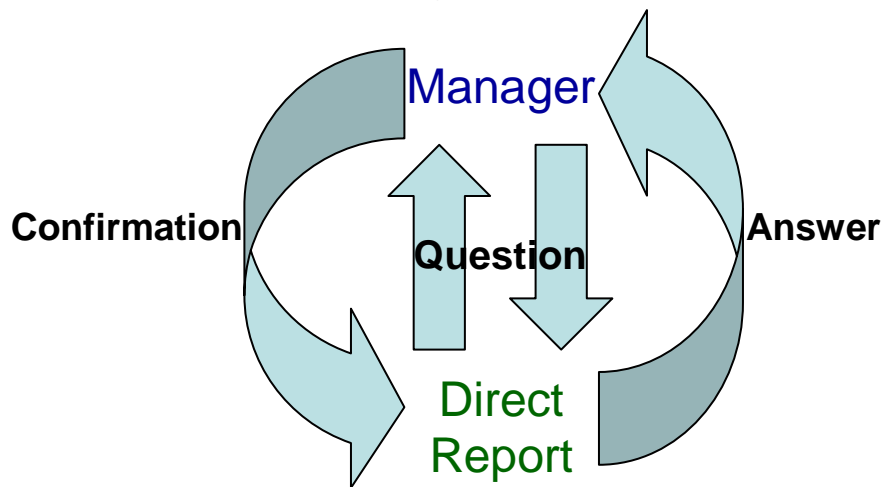 Manager
Confirmation
Question
Answer
Direct
Report